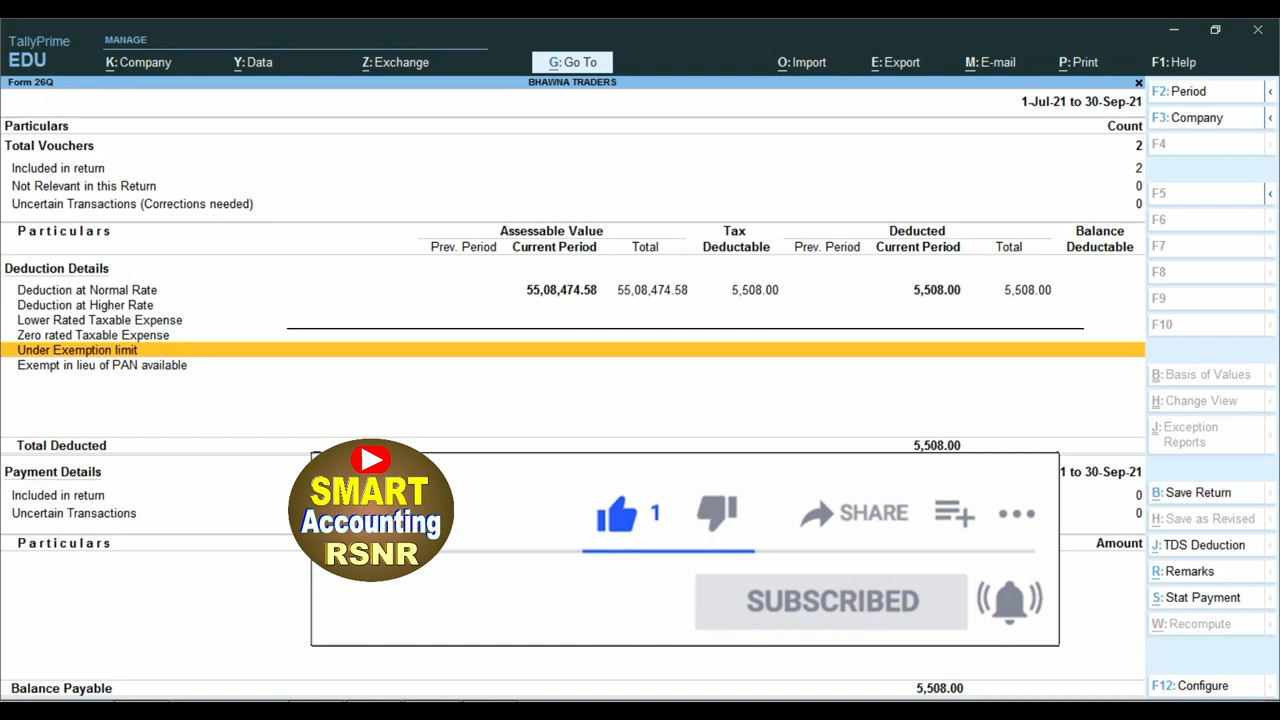 TallyPrime
EDU
MANAGE
K: Company Y: Data Z: Exchange G: Go To O: Import E: Export M: E-mail P: Print F1: Help
Form 26Q BHAWNA TRADERS ×
1-Jul-21 to 30-Sep-21
Particulars Count
Total Vouchers 2
Included in return 2
Not Relevant in this Return 0
Uncertain Transactions (Corrections needed) 0
Particulars Assessable Value Tax Deducted Balance
Prev. Period Current Period Total Deductable Prev. Period Current Period Total Deductable
Deduction Details
Deduction at Normal Rate 55,08,474.58 55,08,474.58 5,508.00 5,508.00 5,508.00
Deduction at Higher Rate
Lower Rated Taxable Expense
Zero rated Taxable Expense
Under Exemption limit
Exempt in lieu of PAN available
Total Deducted 5,508.00
Payment Details 1 to 30-Sep-21
Included in return 0
Uncertain Transactions 0
Particulars Amount
Balance Payable 5,508.00
SMART
Accounting
RSNR
1 SHARE
SUBSCRIBED
F2: Period
F3: Company
F4
F5
F6
F7
F8
F9
F10
B: Basis of Values
H: Change View
J: Exception
Reports
B: Save Return
H: Save as Revised
J: TDS Deduction
R: Remarks
S: Stat Payment
W: Recompute
F12: Configure